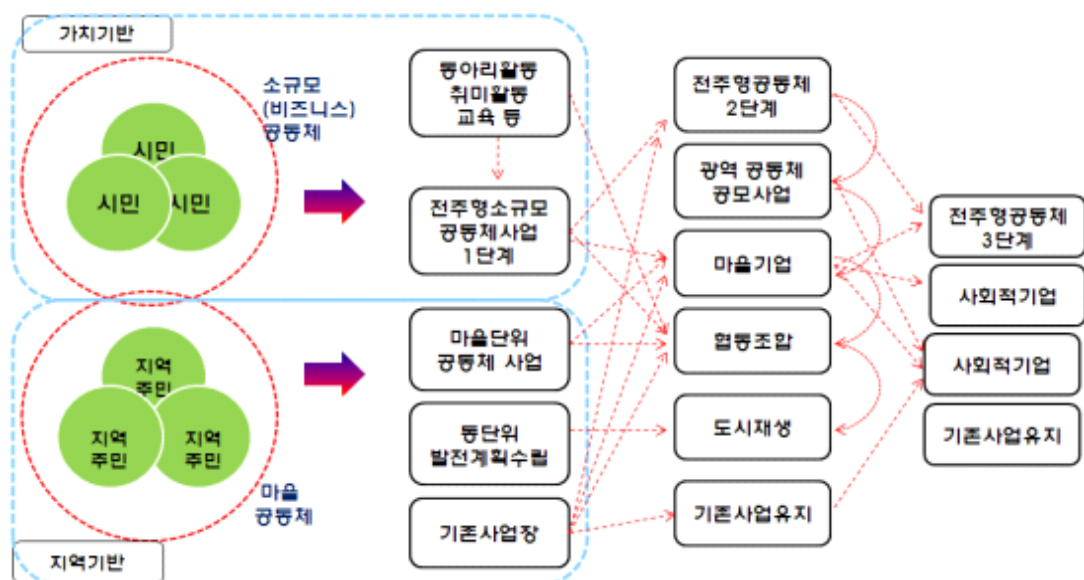 가치기반
소규모
(비즈니스)
공동체
시민
시민
시민
동아리활동
취미활동
교육 등
전주형소규모
공동체사업
1단계
전주형공동체
2단계
광역 공동체
공모사업
마을기업
협동조합
도시재생
기존사업유지
전주형공동체
3단계
사회적기업
사회적기업
기존사업유지
지역
주민
지역
주민
지역
주민
마을
공동체
지역기반
마을단위
공동체 사업
동단위
발전계획수립
기존사업장